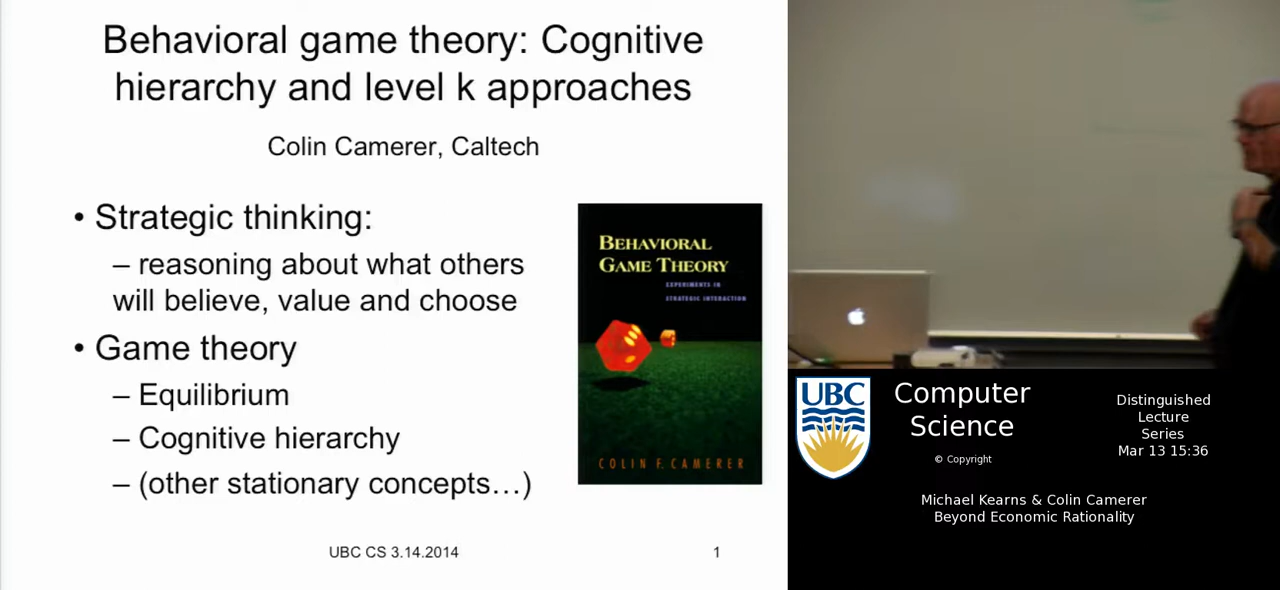 Behavioral game theory: Cognitive
hierarchy and level k approaches
Colin Camerer, Caltech
• Strategic thinking:
– reasoning about what others
will believe, value and choose
• Game theory
– Equilibrium
– Cognitive hierarchy
– (other stationary concepts…)
BEHAVIORAL
GAME THEORY
EXPERIMENTS IN
STRATEGIC INTERACTION
COLIN F. CAMERER
UBC CS 3.14.2014
1
UBC
Computer
Science
© Copyright
Distinguished
Lecture
Series
Mar 13 15:36
Michael Kearns & Colin Camerer
Beyond Economic Rationality